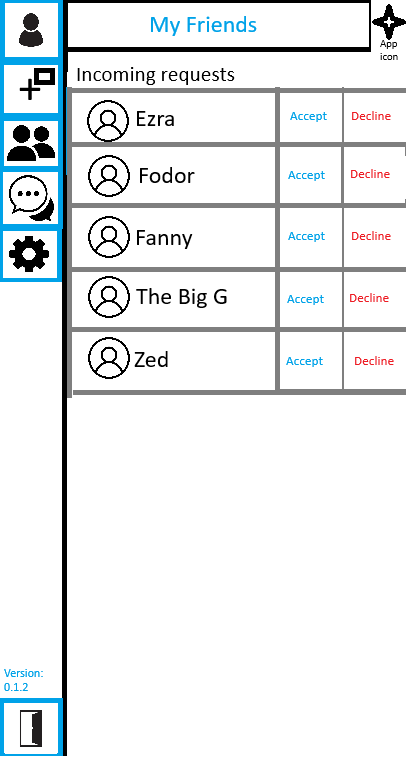 My Friends
App
icon
Incoming requests
Ezra Accept Decline
Fodor Accept Decline
Fanny Accept Decline
The Big G Accept Decline
Zed Accept Decline
Version:
0.1.2